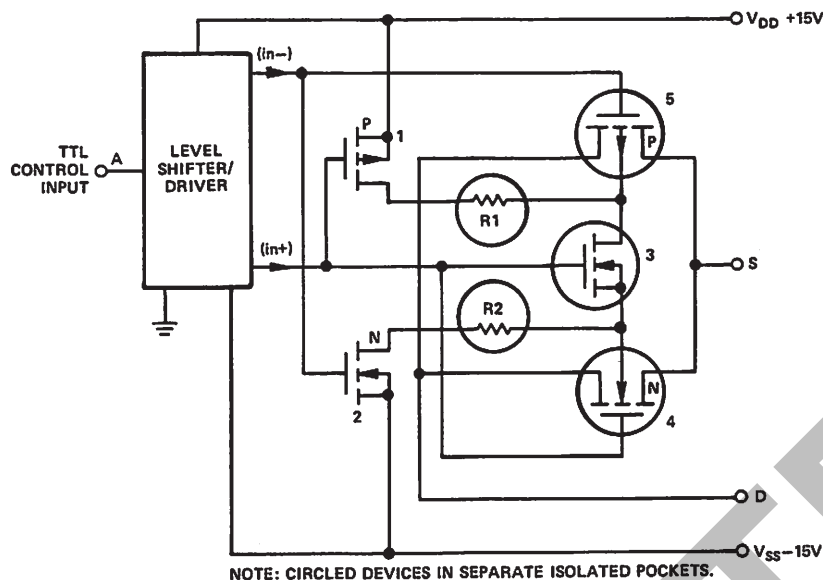 V_DD +15V
(in−)
5
P
1
P
TTL
CONTROL
INPUT
A
LEVEL
SHIFTER/
DRIVER
R1
(in+)
3
S
R2
N
N
4
2
D
V_SS −15V
NOTE: CIRCLED DEVICES IN SEPARATE ISOLATED POCKETS.